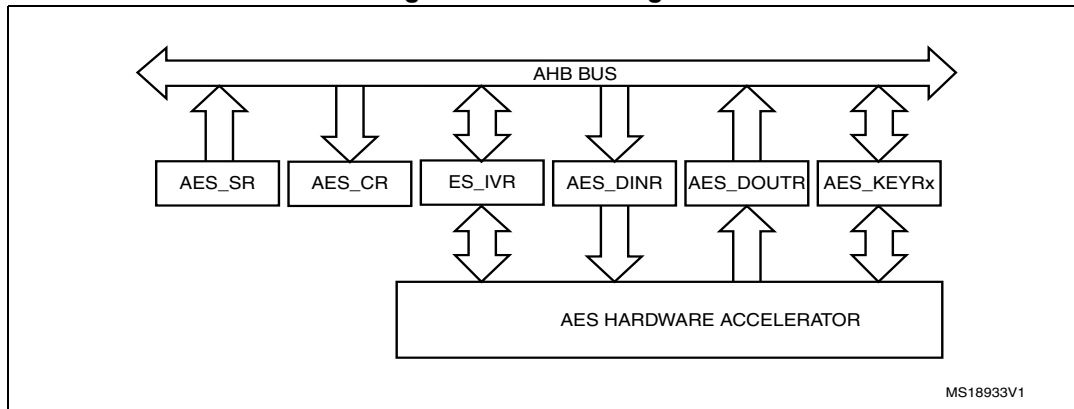 AHB BUS
AES_SR
AES_CR
ES_IVR
AES_DINR
AES_DOUTR
AES_KEYRx
AES HARDWARE ACCELERATOR
MS18933V1